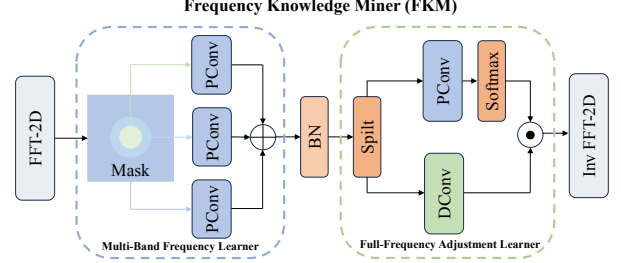 Frequency Knowledge Miner (FKM)
FFT-2D
Mask
PConv
PConv
PConv
Multi-Band Frequency Learner
BN
Spilt
PConv
Softmax
DConv
Full-Frequency Adjustment Learner
Inv FFT-2D